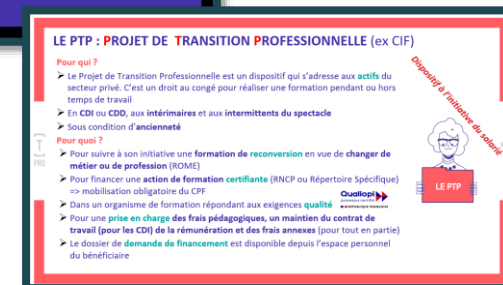 LE PTP : PROJET DE TRANSITION PROFESSIONNELLE (ex CIF)
Pour qui ?
➢ Le Projet de Transition Professionnelle est un dispositif qui s'adresse aux actifs du
secteur privé. C'est un droit au congé pour réaliser une formation pendant ou hors
temps de travail
➢ En CDI ou CDD, aux intérimaires et aux intermittents du spectacle
➢ Sous condition d'ancienneté
Pour quoi ?
➢ Pour suivre à son initiative une formation de reconversion en vue de changer de
métier ou de profession (ROME)
➢ Pour financer une action de formation certifiante (RNCP ou Répertoire Spécifique)
=> mobilisation obligatoire du CPF
➢ Dans un organisme de formation répondant aux exigences qualité
➢ Pour une prise en charge des frais pédagogiques, un maintien du contrat de
travail (pour les CDI) de la rémunération et des frais annexes (pour tout en partie)
➢ Le dossier de demande de financement est disponible depuis l'espace personnel
du bénéficiaire
Dispositif à l'initiative du salarié
LE PTP
Qualiopi
processus certifié
RÉPUBLIQUE FRANÇAISE